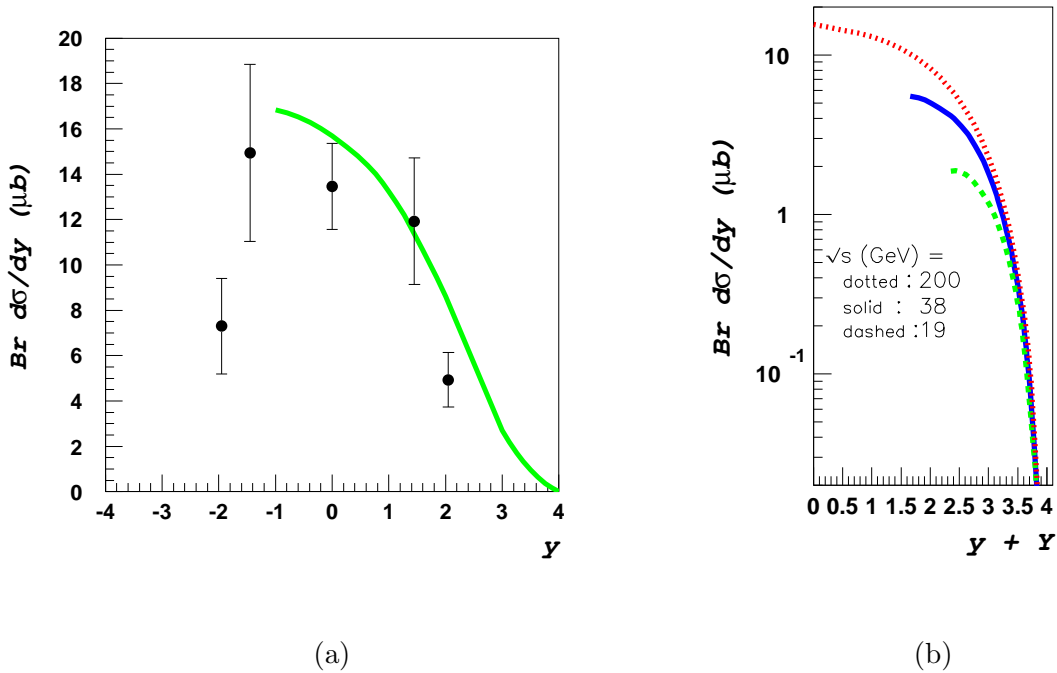 Br dσ/dy (μb)
20
18
16
14
12
10
8
6
4
2
0
-4 -3 -2 -1 0 1 2 3 4
y
(a)
Br dσ/dy (μb)
10
1
10 -1
√s (GeV) =
dotted : 200
solid : 38
dashed : 19
0 0.5 1 1.5 2 2.5 3 3.5 4
y + Y
(b)